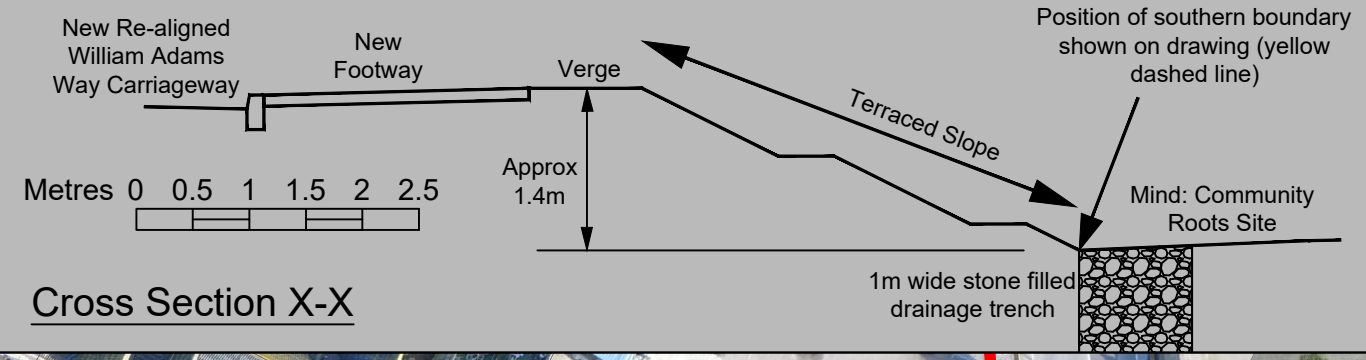 New Re-aligned
William Adams
Way Carriageway
New
Footway
Verge
Terraced Slope
Position of southern boundary
shown on drawing (yellow
dashed line)
Approx
1.4m
Metres 0 0.5 1 1.5 2 2.5
Mind: Community
Roots Site
1m wide stone filled
drainage trench
Cross Section X-X